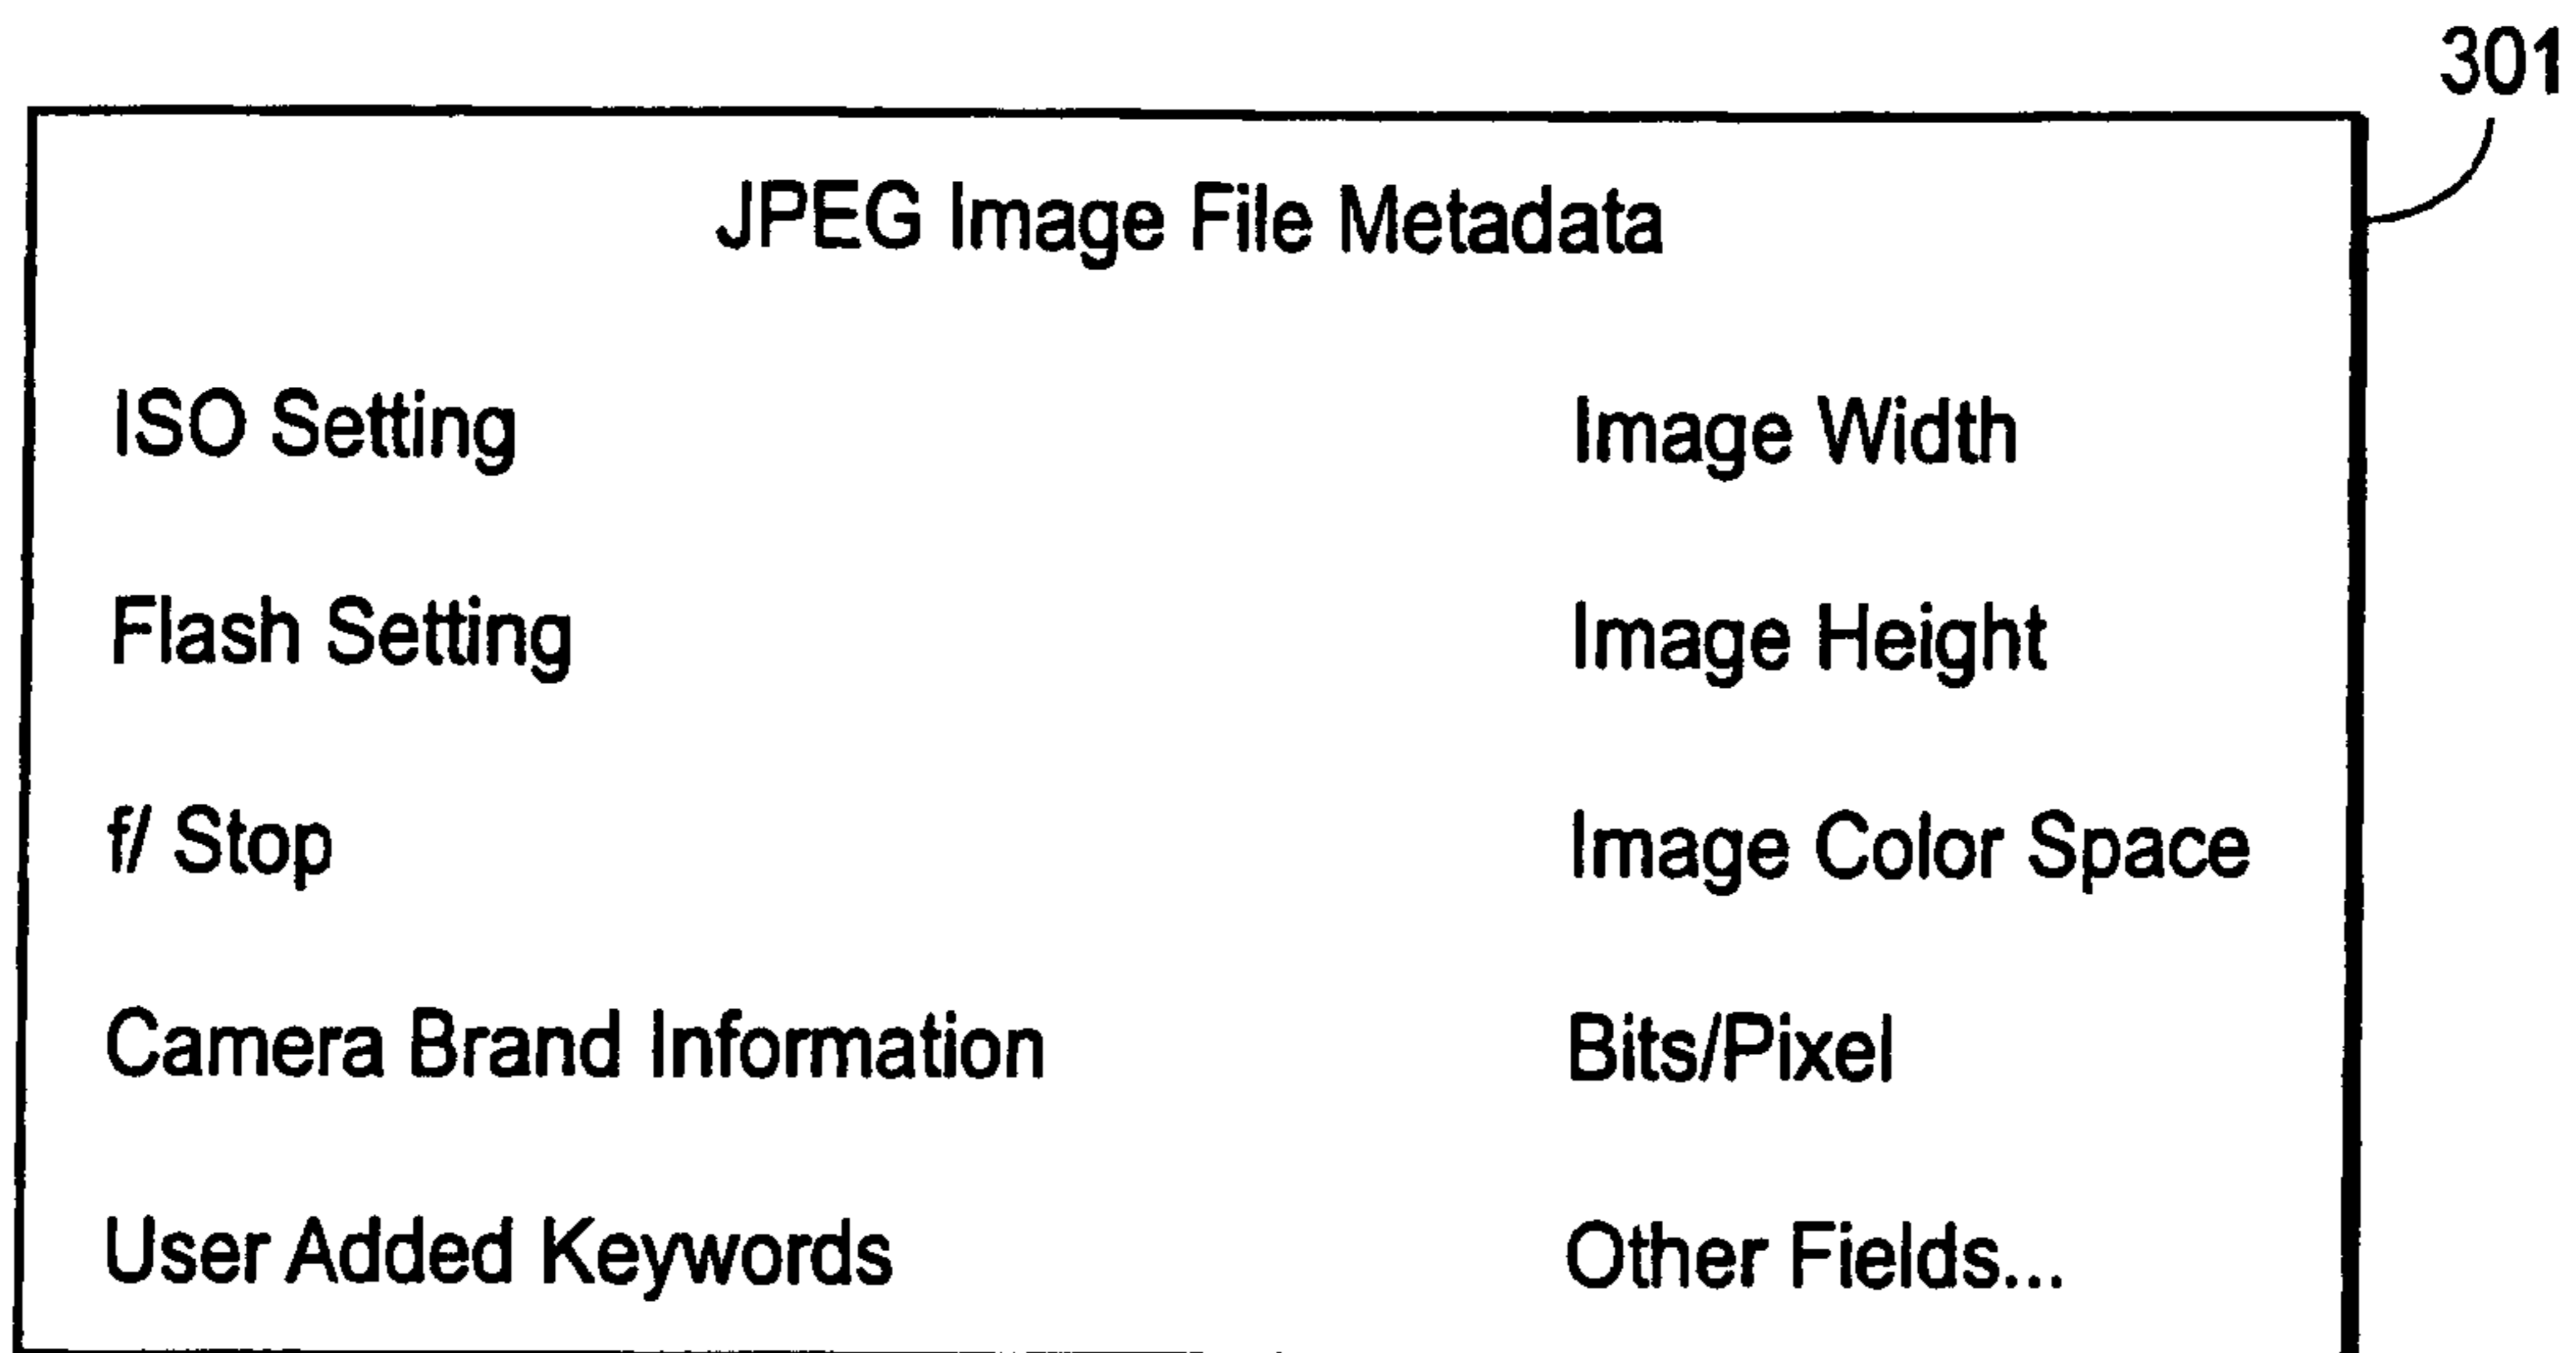 301
JPEG Image File Metadata
ISO Setting
Image Width
Flash Setting
Image Height
f/ Stop
Image Color Space
Camera Brand Information
Bits/Pixel
User Added Keywords
Other Fields...